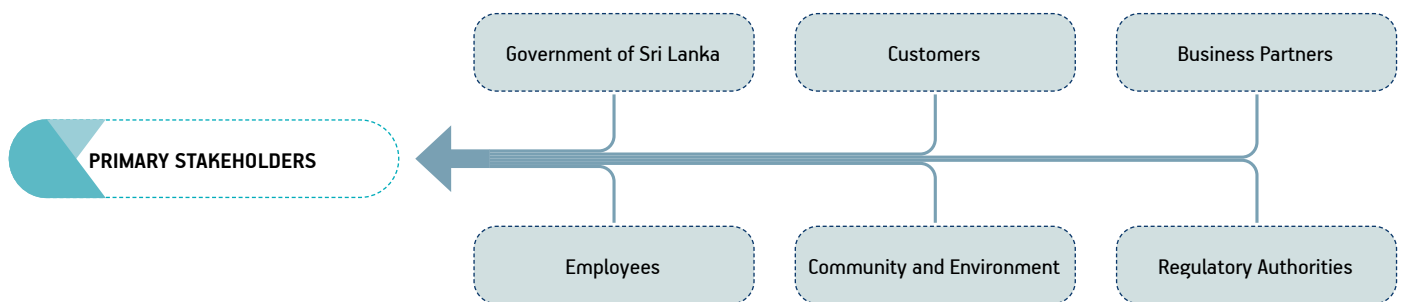 Government of Sri Lanka
Customers
Business Partners
PRIMARY STAKEHOLDERS
Employees
Community and Environment
Regulatory Authorities